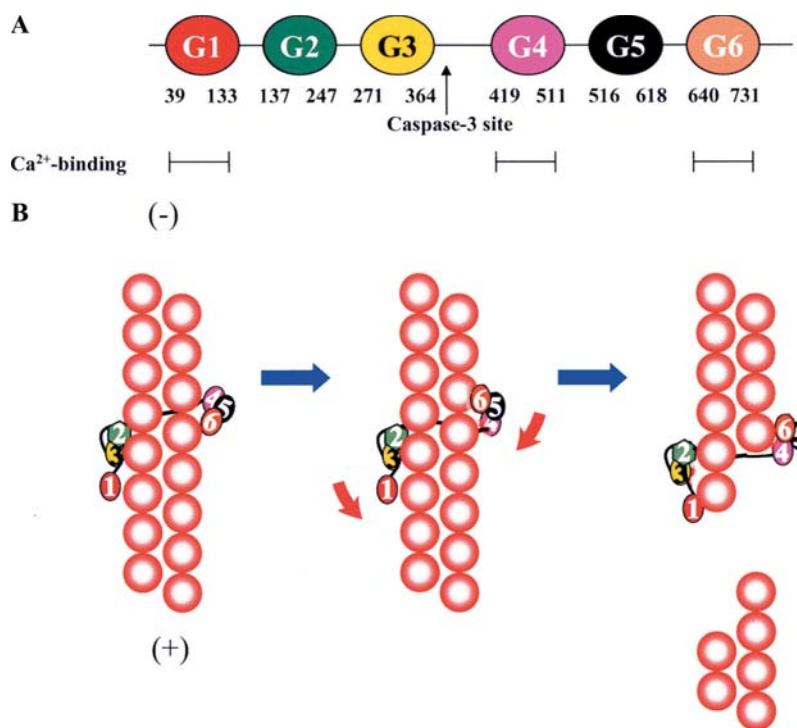 A
G1 G2 G3 G4 G5 G6
39 133 137 247 271 364 419 511 516 618 640 731
Caspase-3 site
Ca²⁺-binding
B (-)
4 5 6 2 3 1
6 5 4 2 3 1
6 4 2 3 1
(+)